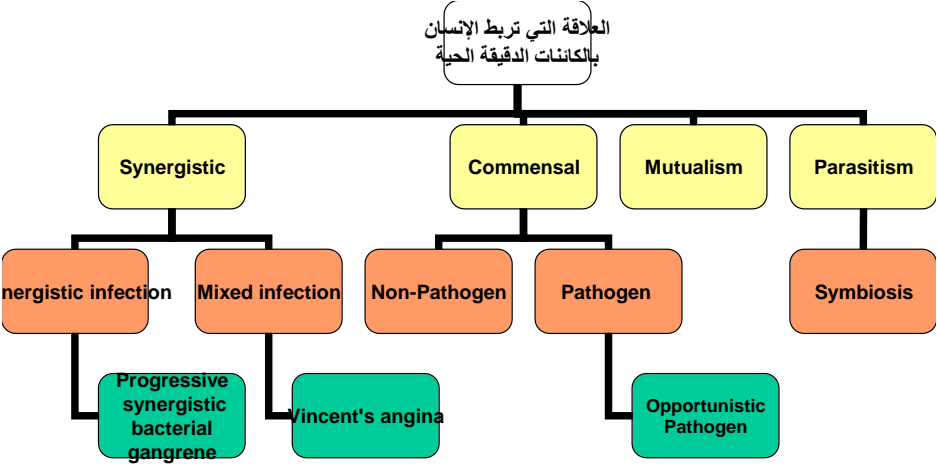 العلاقة التي تربط الإنسان
بالكائنات الدقيقة الحية
Synergistic
Commensal
Mutualism
Parasitism
nergistic infection
Mixed infection
Non-Pathogen
Pathogen
Symbiosis
Progressive
synergistic
bacterial
gangrene
Vincent's angina
Opportunistic
Pathogen